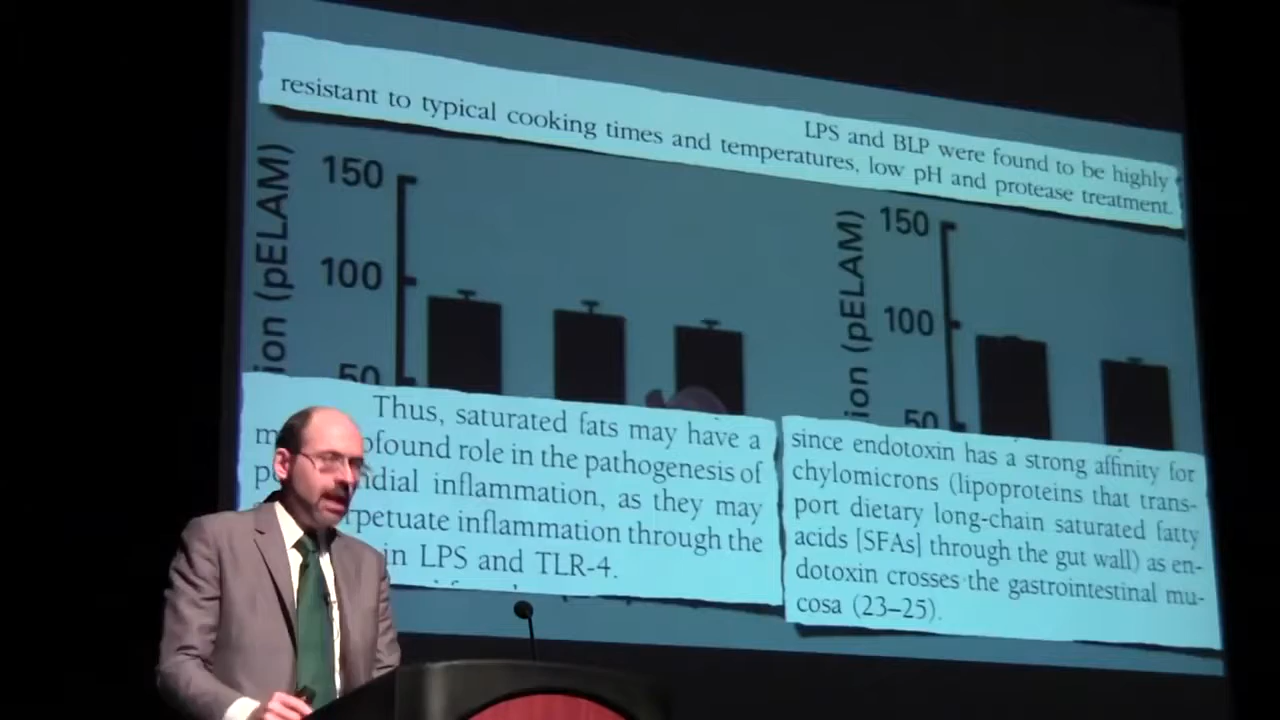 LPS and BLP were found to be highly
resistant to typical cooking times and temperatures, low pH and protease treatment.
ion (pELAM)
150
100
50
ion (pELAM)
150
100
50
Thus, saturated fats may have a
ofound role in the pathogenesis of
dial inflammation, as they may
petuate inflammation through the
in LPS and TLR-4.
since endotoxin has a strong affinity for
chylomicrons (lipoproteins that trans-
port dietary long-chain saturated fatty
acids [SFAs] through the gut wall) as en-
dotoxin crosses the gastrointestinal mu-
cosa (23–25).